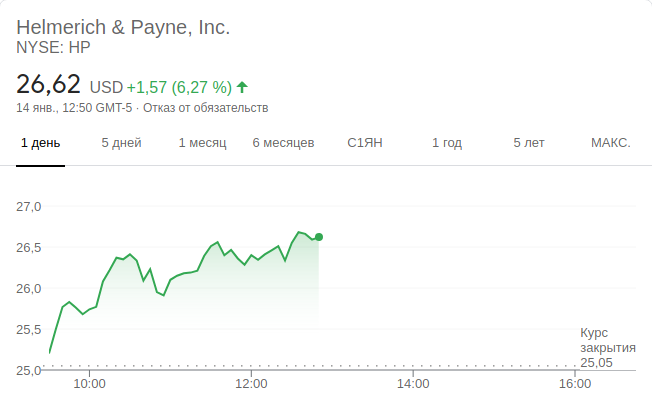 Helmerich & Payne, Inc.
NYSE: HP
26,62 USD +1,57 (6,27 %)
14 янв., 12:50 GMT-5 · Отказ от обязательств
1 день 5 дней 1 месяц 6 месяцев С1ЯН 1 год 5 лет МАКС.
27,0
26,5
26,0
25,5
Курс
закрытия
25,05
25,0
10:00 12:00 14:00 16:00